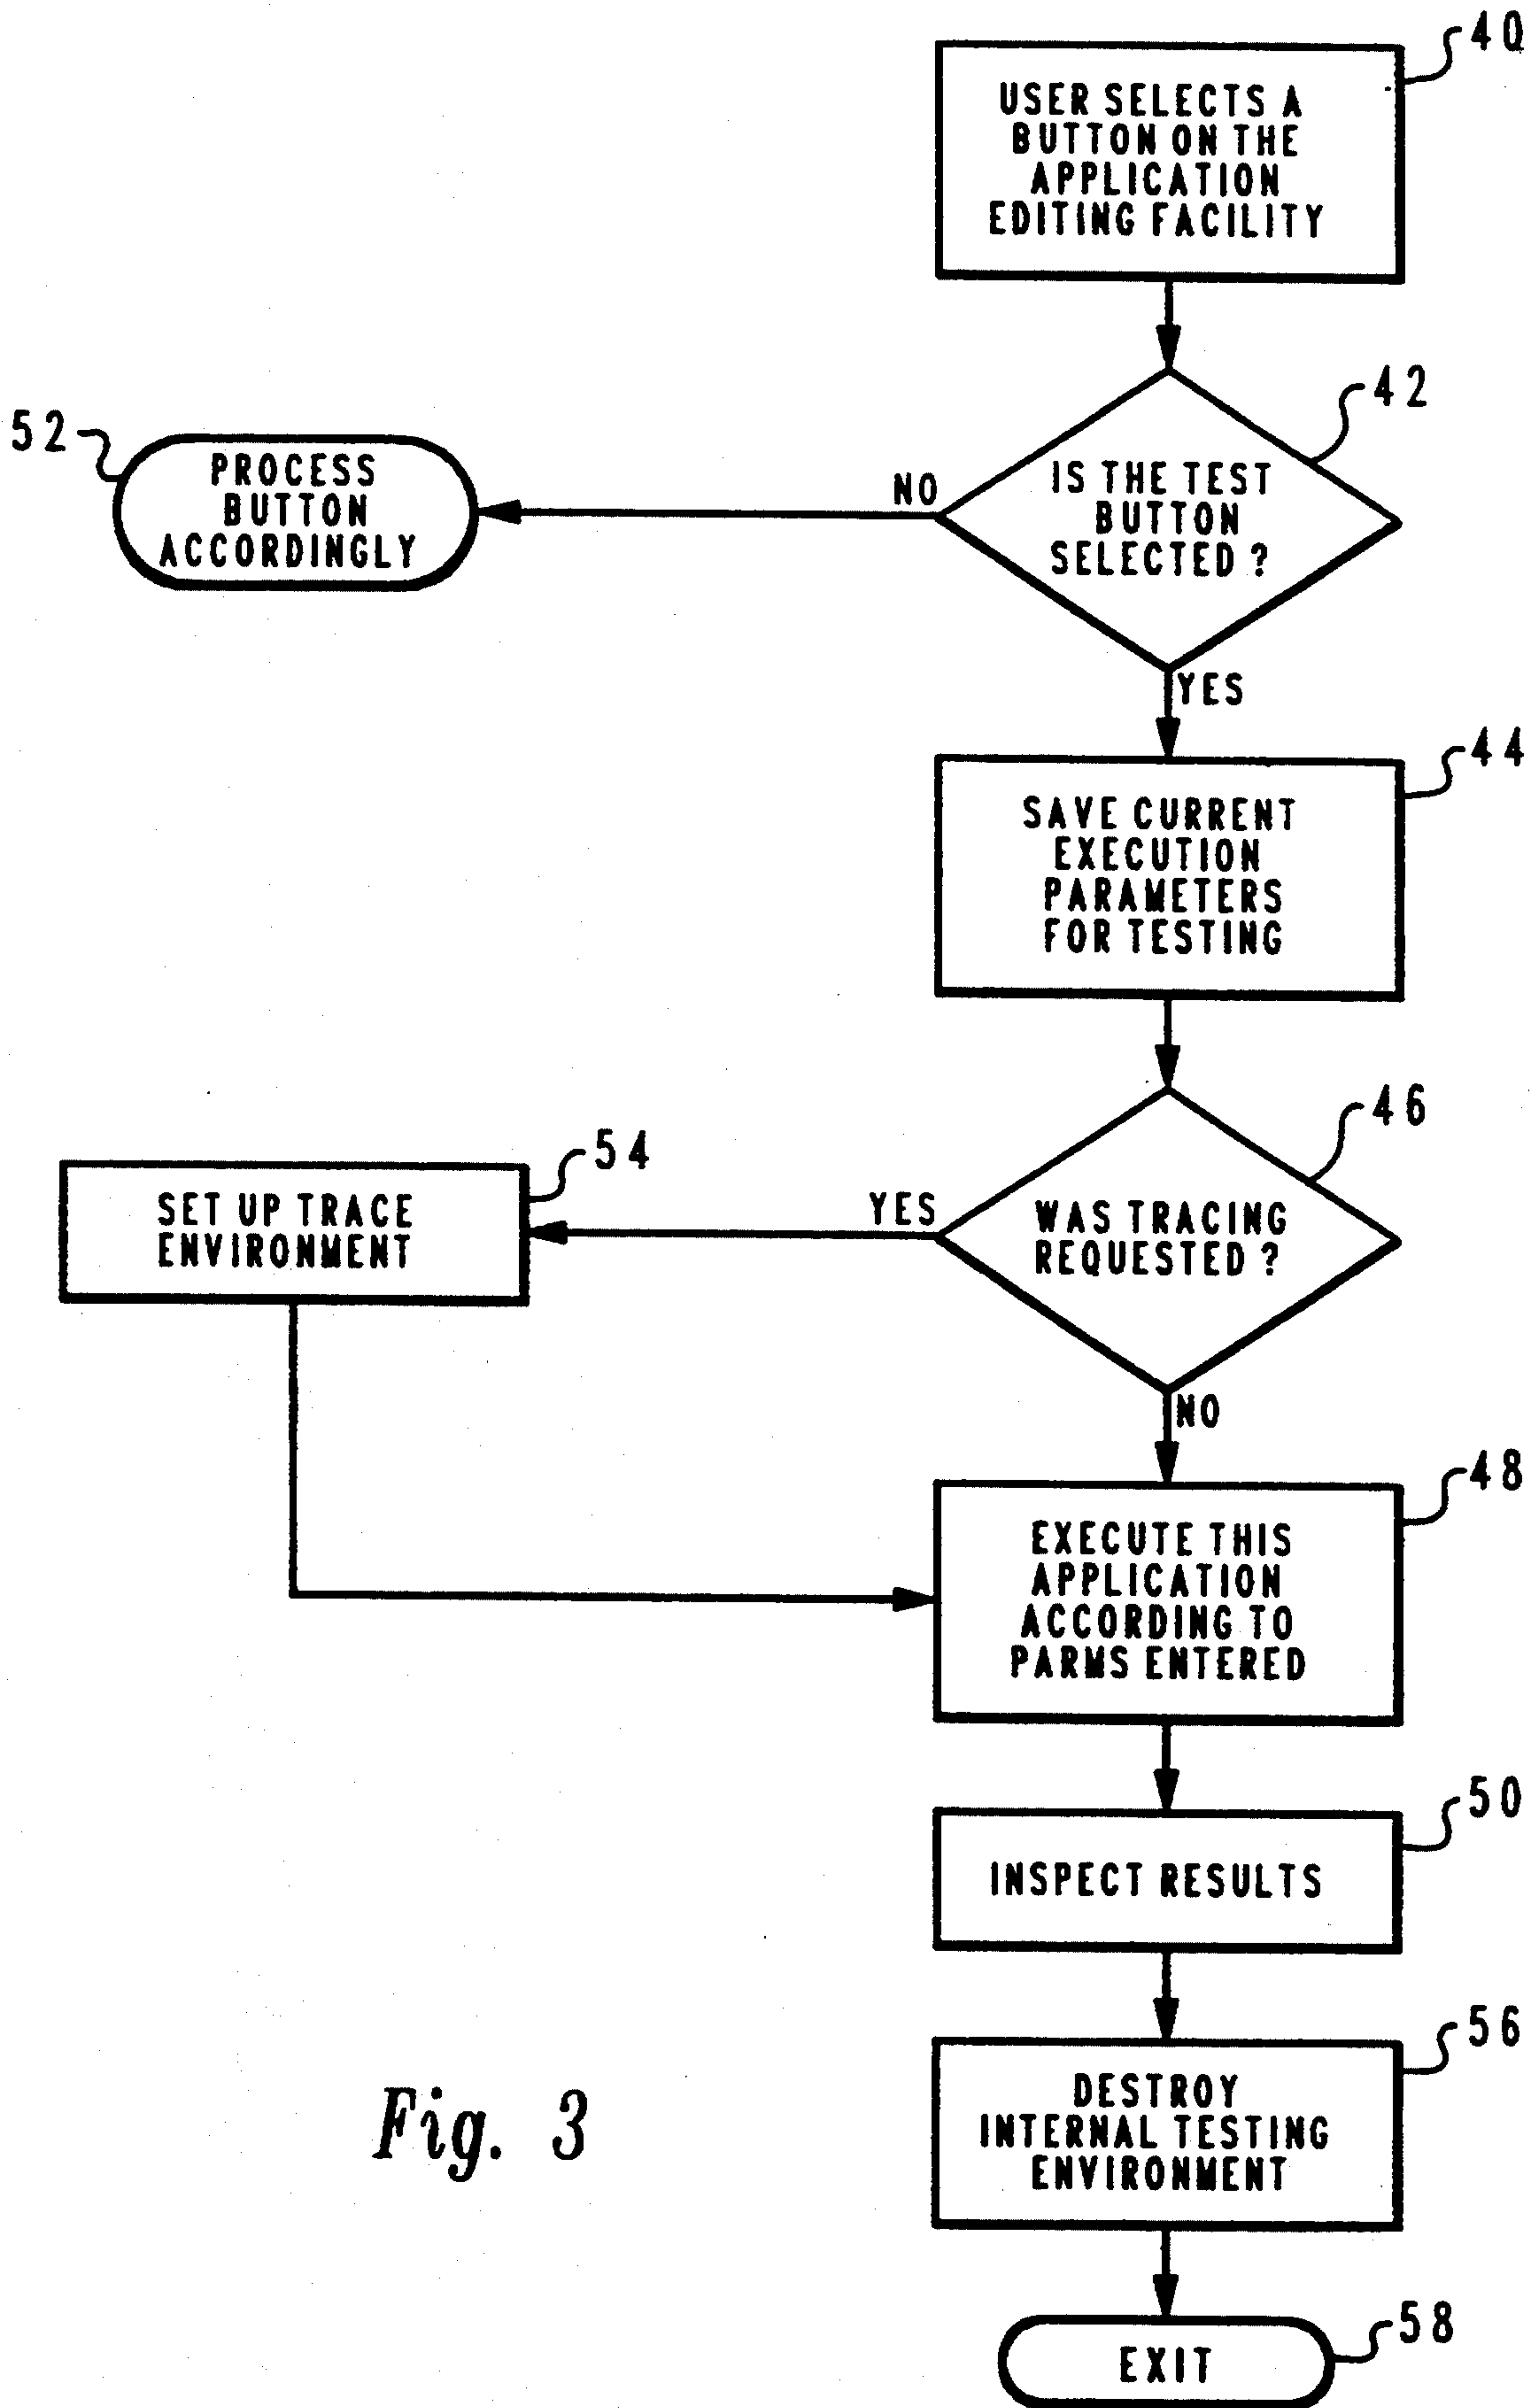 40
USER SELECTS A
BUTTON ON THE
APPLICATION
EDITING FACILITY
42
IS THE TEST
BUTTON
SELECTED ?
NO
52
PROCESS
BUTTON
ACCORDINGLY
YES
44
SAVE CURRENT
EXECUTION
PARAMETERS
FOR TESTING
46
WAS TRACING
REQUESTED ?
YES
54
SET UP TRACE
ENVIRONMENT
NO
48
EXECUTE THIS
APPLICATION
ACCORDING TO
PARMS ENTERED
50
INSPECT RESULTS
56
DESTROY
INTERNAL TESTING
ENVIRONMENT
58
EXIT
Fig. 3